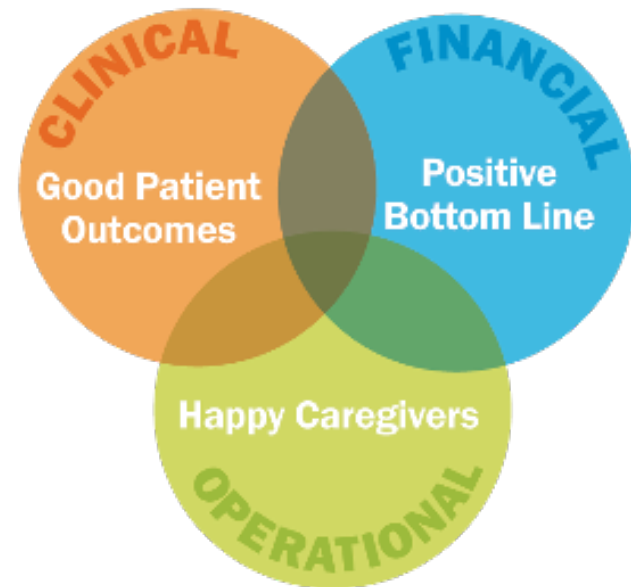 CLINICAL
Good Patient
Outcomes
FINANCIAL
Positive
Bottom Line
Happy Caregivers
OPERATIONAL